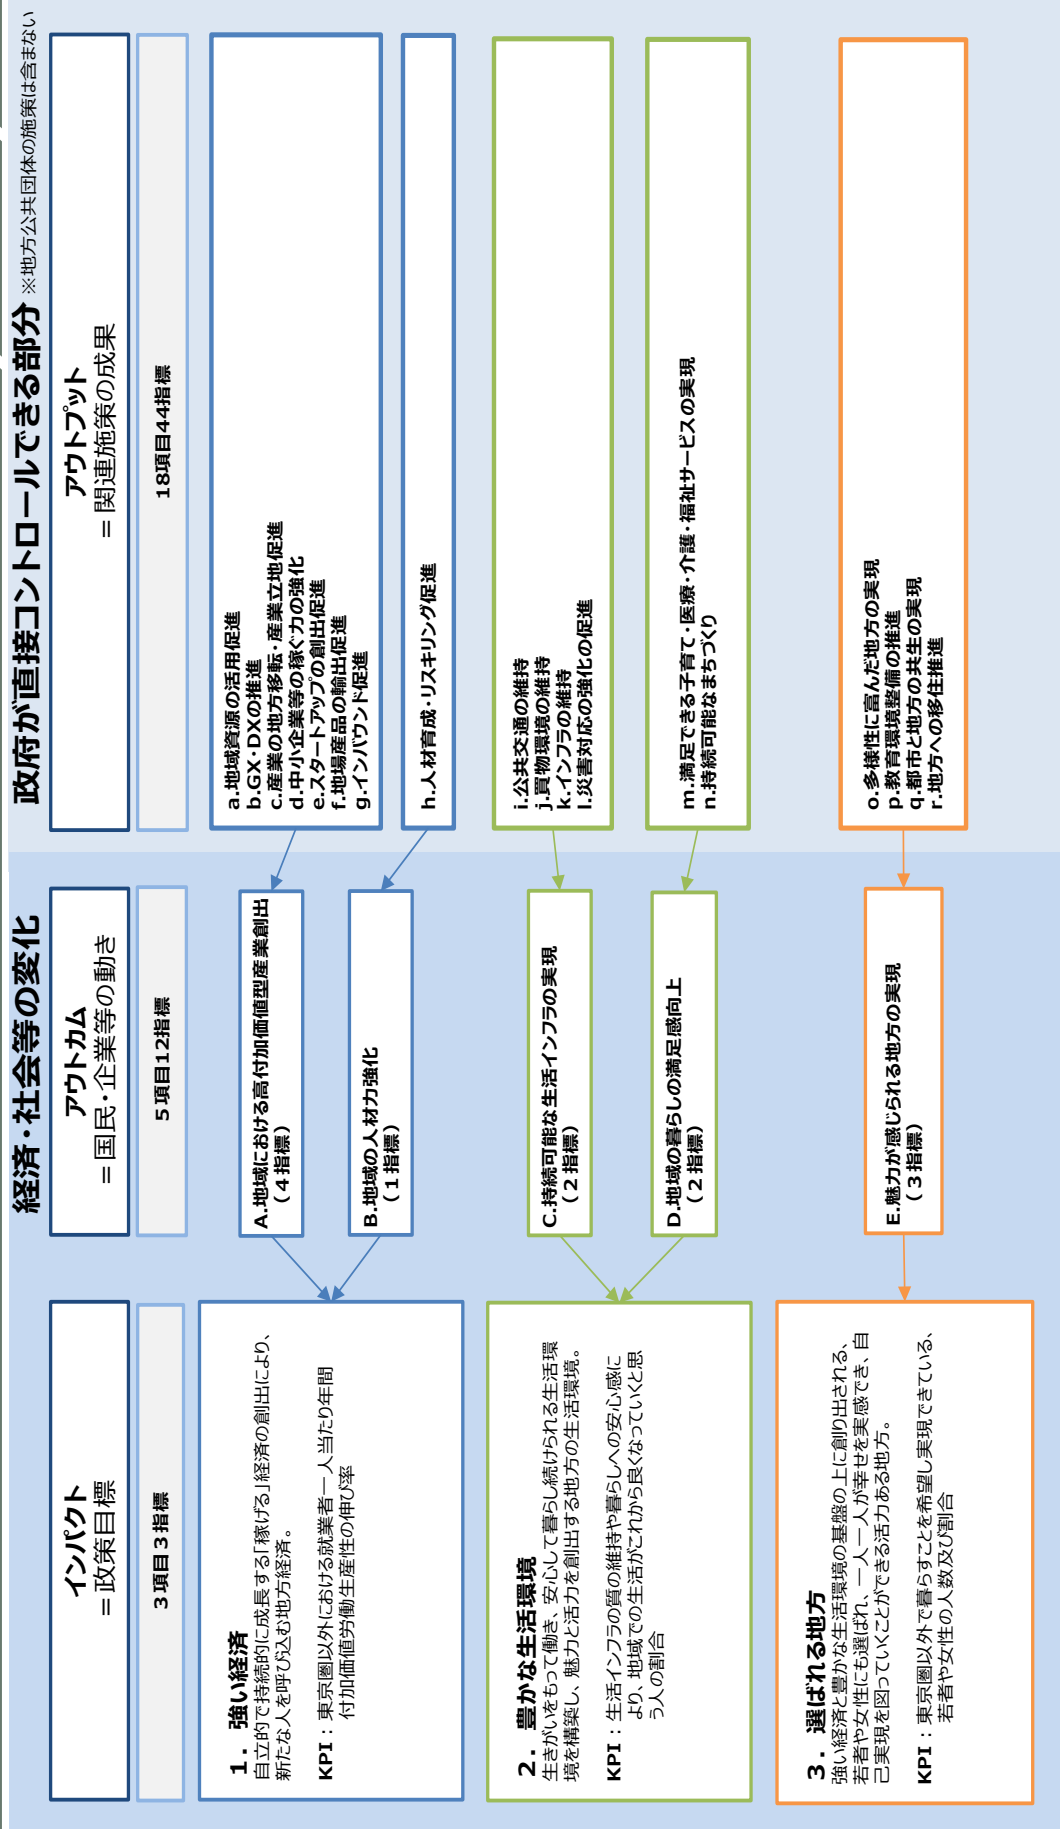 経済・社会等の変化
政府が直接コントロールできる部分 ※地方公共団体の施策は含まない
インパクト
＝政策目標
アウトカム
＝国民・企業等の動き
アウトプット
＝関連施策の成果
３項目３指標
５項目12指標
18項目44指標
１．強い経済
自立的で持続的に成長する「稼げる」経済の創出により、
新たな人を呼び込む地方経済。
KPI：東京圏以外における就業者一人当たり年間
付加価値労働生産性の伸び率
A.地域における高付加価値型産業創出
（４指標）
B.地域の人材力強化
（１指標）
a.地域資源の活用促進
b.GX・DXの推進
c.産業の地方移転・産業立地促進
d.中小企業等の稼ぐ力の強化
e.スタートアップの創出促進
f.地場産品の輸出促進
g.インバウンド促進
h.人材育成・リスキリング促進
２．豊かな生活環境
生きがいをもって働き、安心して暮らし続けられる生活環
境を構築し、魅力と活力を創出する地方の生活環境。
KPI：生活インフラの質の維持や暮らしへの安心感に
より、地域での生活がこれから良くなっていくと思
う人の割合
C.持続可能な生活インフラの実現
（２指標）
D.地域の暮らしの満足感向上
（２指標）
i.公共交通の維持
j.買物環境の維持
k.インフラの維持
l.災害対応の強化の促進
m.満足できる子育て・医療・介護・福祉サービスの実現
n.持続可能なまちづくり
３．選ばれる地方
強い経済と豊かな生活環境の基盤の上に創り出される、
若者や女性にも選ばれ、一人一人が幸せを実感でき、自
己実現を図っていくことができる活力ある地方。
KPI：東京圏以外で暮らすことを希望し実現できている、
若者や女性の人数及び割合
E.魅力が感じられる地方の実現
（３指標）
o.多様性に富んだ地方の実現
p.教育環境整備の推進
q.都市と地方の共生の実現
r.地方への移住推進